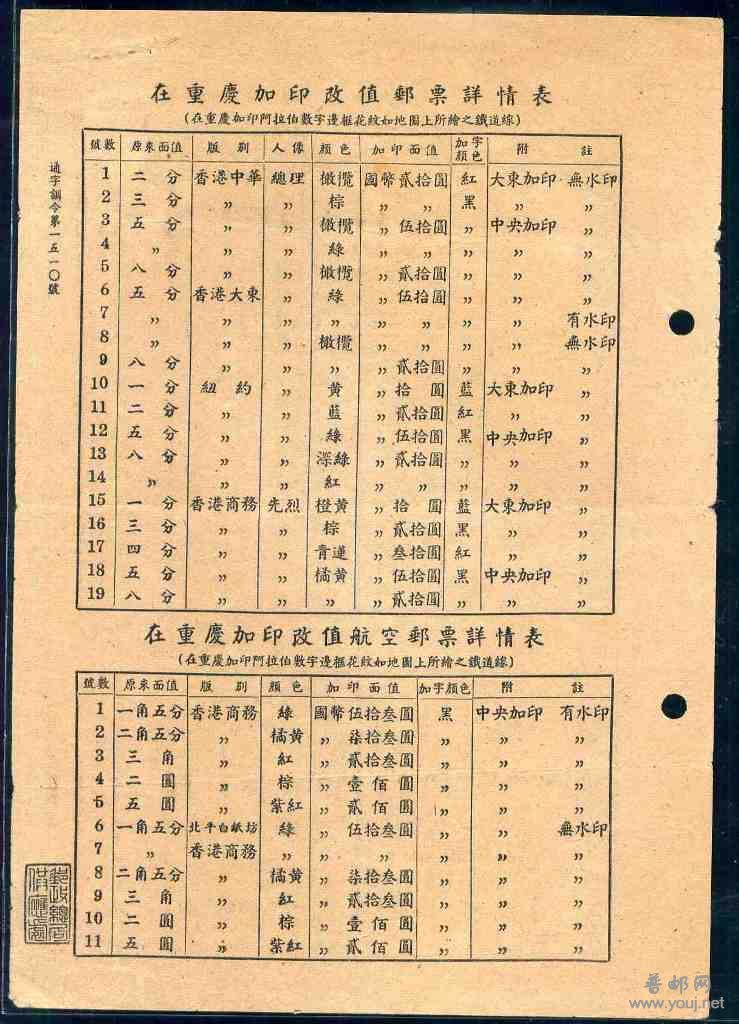 在重慶加印改值郵票詳情表
(在重慶加印阿拉伯數字邊框花紋如地圖上所繪之鐵道線)
號數 原來面值 版別 人像 顏色 加印面值 加字顏色 附註
1 二分 香港中華 總理 橄欖 國幣貳拾圓 紅 大東加印 無水印
2 三分 〃 〃 棕 〃 〃 黑 〃 〃
3 五分 〃 〃 橄欖 〃 伍拾圓 〃 中央加印 〃
4 〃 〃 〃 綠 〃 〃 〃 〃 〃
5 八分 〃 〃 橄欖 〃 貳拾圓 〃 〃 〃
6 五分 香港大東 〃 綠 〃 伍拾圓 〃 〃 〃
7 〃 〃 〃 〃 〃 〃 〃 〃 有水印
8 〃 〃 〃 橄欖 〃 〃 〃 〃 無水印
9 八分 〃 〃 〃 〃 貳拾圓 〃 〃 〃
10 一分 紐約 〃 黃 〃 拾圓 藍 大東加印 〃
11 二分 〃 〃 藍 〃 貳拾圓 紅 〃 〃
12 五分 〃 〃 綠 〃 伍拾圓 黑 中央加印 〃
13 八分 〃 〃 深綠 〃 貳拾圓 〃 〃 〃
14 〃 〃 〃 紅 〃 〃 〃 〃 〃
15 一分 香港商務 先烈 橙黃 〃 拾圓 藍 大東加印 〃
16 三分 〃 〃 棕 〃 貳拾圓 黑 〃 〃
17 四分 〃 〃 青蓮 〃 叁拾圓 紅 〃 〃
18 五分 〃 〃 橘黃 〃 伍拾圓 黑 中央加印 〃
19 八分 〃 〃 〃 〃 貳拾圓 〃 〃 〃
在重慶加印改值航空郵票詳情表
(在重慶加印阿拉伯數字邊框花紋如地圖上所繪之鐵道線)
號數 原來面值 版別 顏色 加印面值 加字顏色 附註
1 一角五分 香港商務 綠 國幣伍拾叁圓 黑 中央加印 有水印
2 二角五分 〃 橘黃 〃 柒拾叁圓 〃 〃 〃
3 三角 〃 紅 〃 貳拾叁圓 〃 〃 〃
4 二圓 〃 棕 〃 壹佰圓 〃 〃 〃
5 五圓 〃 紫紅 〃 貳佰圓 〃 〃 〃
6 一角五分 北平白紙坊 綠 〃 伍拾叁圓 〃 〃 無水印
7 〃 香港商務 〃 〃 〃 〃 〃 〃
8 二角五分 〃 橘黃 〃 柒拾叁圓 〃 〃 〃
9 三角 〃 紅 〃 貳拾叁圓 〃 〃 〃
10 二圓 〃 棕 〃 壹佰圓 〃 〃 〃
11 五圓 〃 紫紅 〃 貳佰圓 〃 〃 〃
通字訓令第一五一〇號
郵政總局
供應處
普邮网
www.youj.net